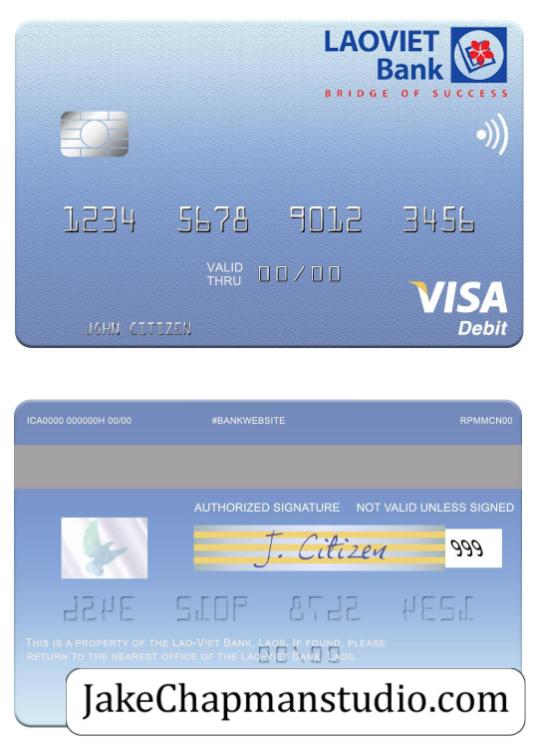 LAOVIET
Bank
BRIDGE OF SUCCESS
1234 5678 9012 3456
VALID
THRU 00/00
VISA
Debit
JOHN CITIZEN
ICA0000 000000H 00/00 #BANKWEBSITE RPMMCN00
AUTHORIZED SIGNATURE NOT VALID UNLESS SIGNED
J. Citizen 999
THIS IS A PROPERTY OF THE LAO-VIET BANK, LAOS. IF FOUND, PLEASE
RETURN TO THE NEAREST OFFICE OF THE LAO-VIET BANK, LAOS.
JakeChapmanstudio.com